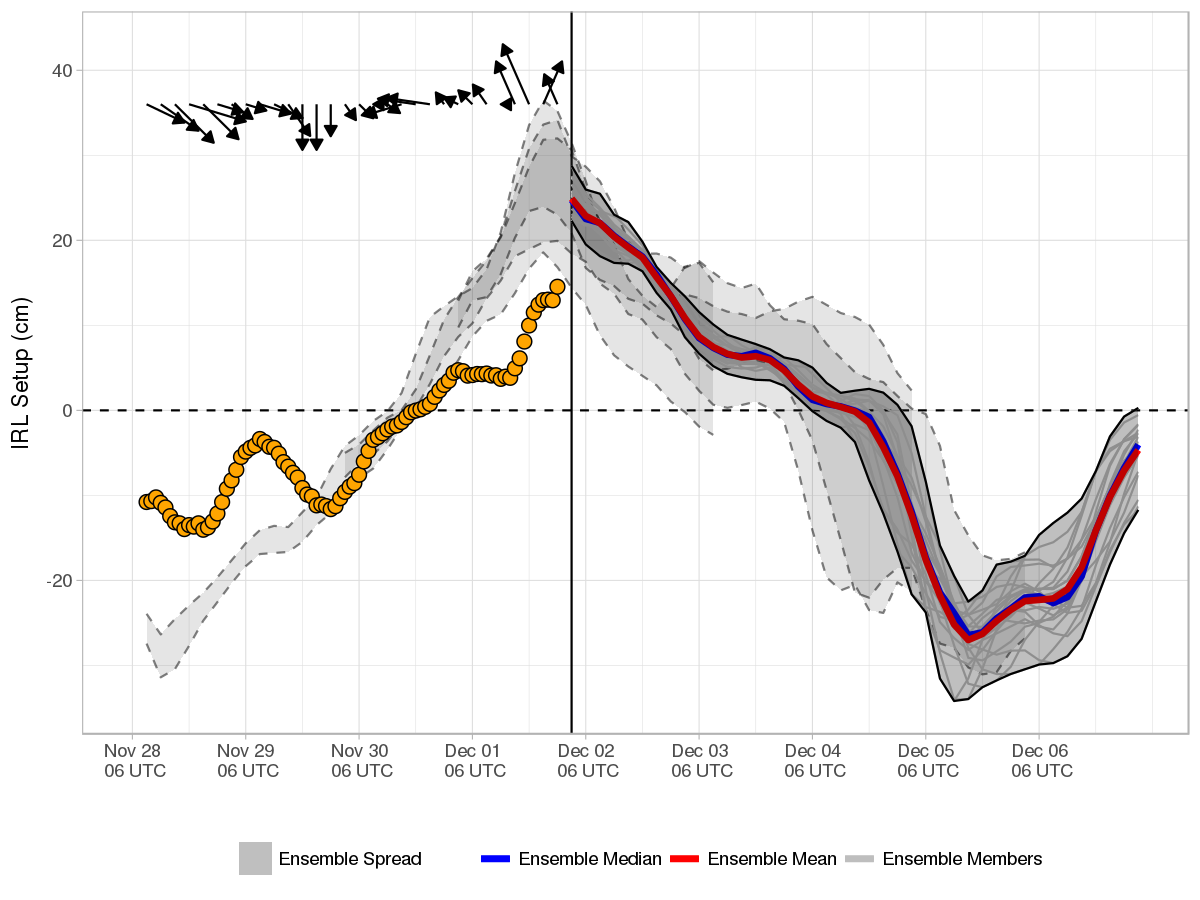 IRL Setup (cm)
40
20
0
-20
Nov 28 Nov 29 Nov 30 Dec 01 Dec 02 Dec 03 Dec 04 Dec 05 Dec 06
06 UTC 06 UTC 06 UTC 06 UTC 06 UTC 06 UTC 06 UTC 06 UTC 06 UTC
Ensemble Spread Ensemble Median Ensemble Mean Ensemble Members